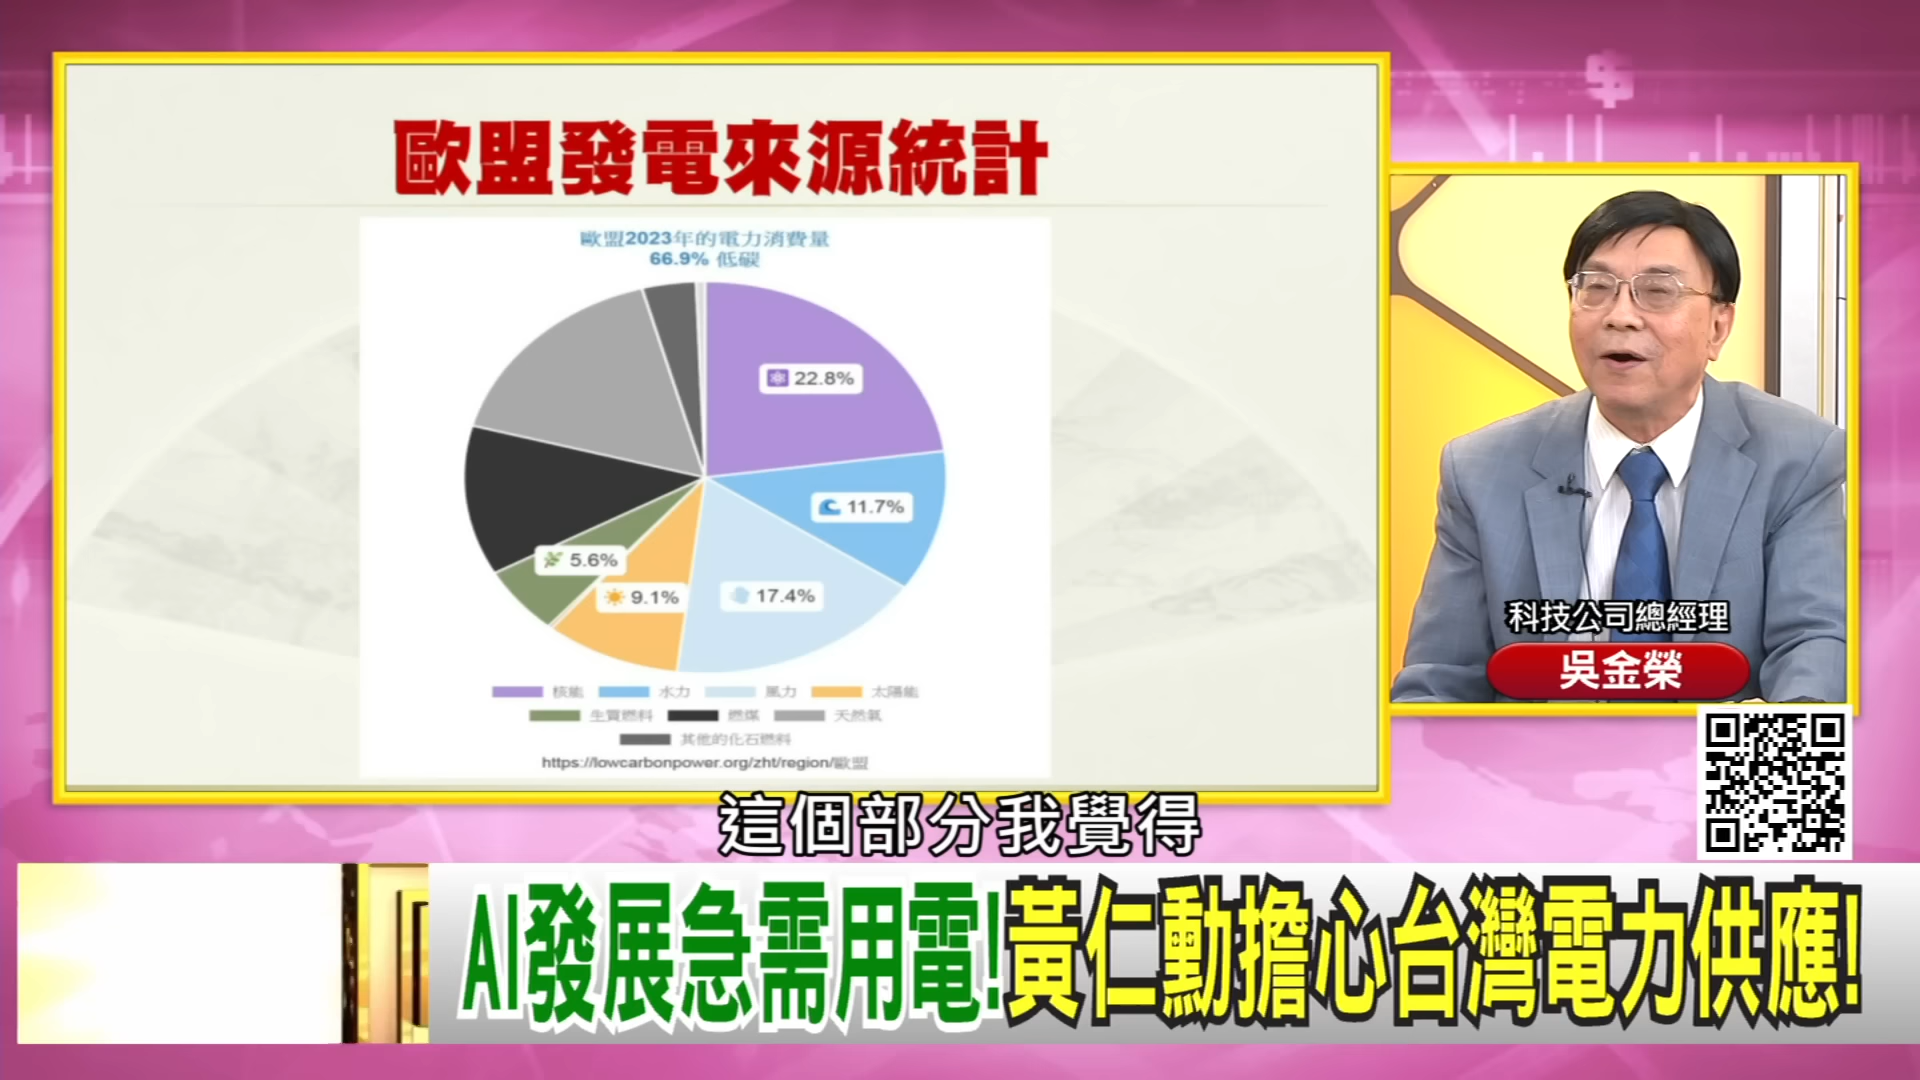 歐盟發電來源統計
歐盟2023年的電力消費量
66.9% 低碳
22.8%
11.7%
5.6%
9.1%
17.4%
核能 水力 風力 太陽能
生質燃料 燃煤 天然氣
其他的化石燃料
https://lowcarbonpower.org/zht/region/歐盟
科技公司總經理
吳金榮
這個部分我覺得
AI發展急需用電!黃仁勳擔心台灣電力供應!